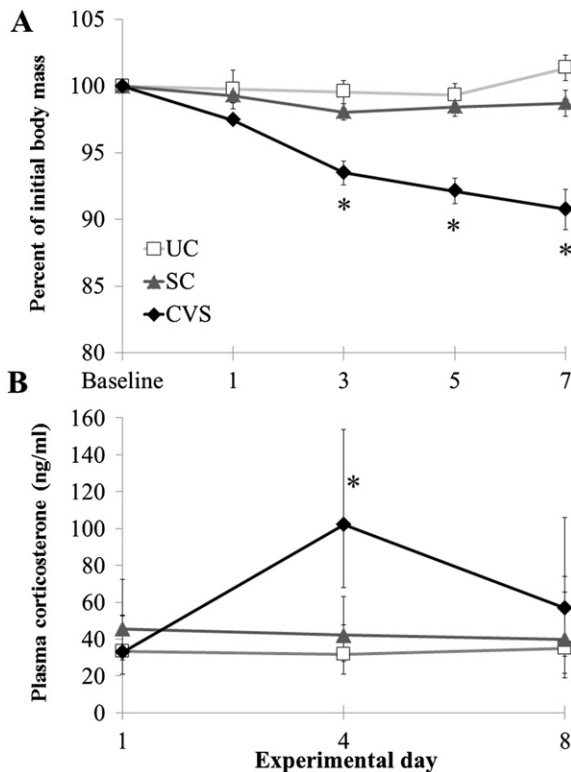 A
Percent of initial body mass
105
100
95
90
85
80
UC
SC
CVS
*
*
*
Baseline 1 3 5 7
B
Plasma corticosterone (ng/ml)
160
140
120
100
80
60
40
20
0
*
1 4 8
Experimental day